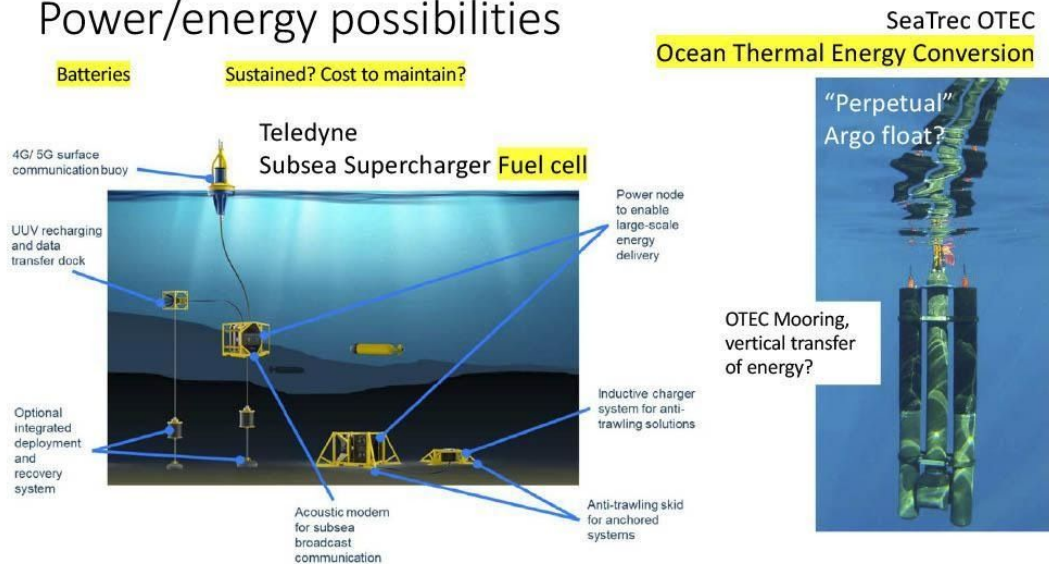 Power/energy possibilities
Batteries
Sustained? Cost to maintain?
SeaTrec OTEC
Ocean Thermal Energy Conversion
Teledyne
Subsea Supercharger Fuel cell
4G/ 5G surface
communication buoy
UUV recharging
and data
transfer dock
Optional
integrated
deployment
and
recovery
system
Acoustic modem
for subsea
broadcast
communication
Power node
to enable
large-scale
energy
delivery
Inductive charger
system for anti-
trawling solutions
Anti-trawling skid
for anchored
systems
“Perpetual”
Argo float?
OTEC Mooring,
vertical transfer
of energy?